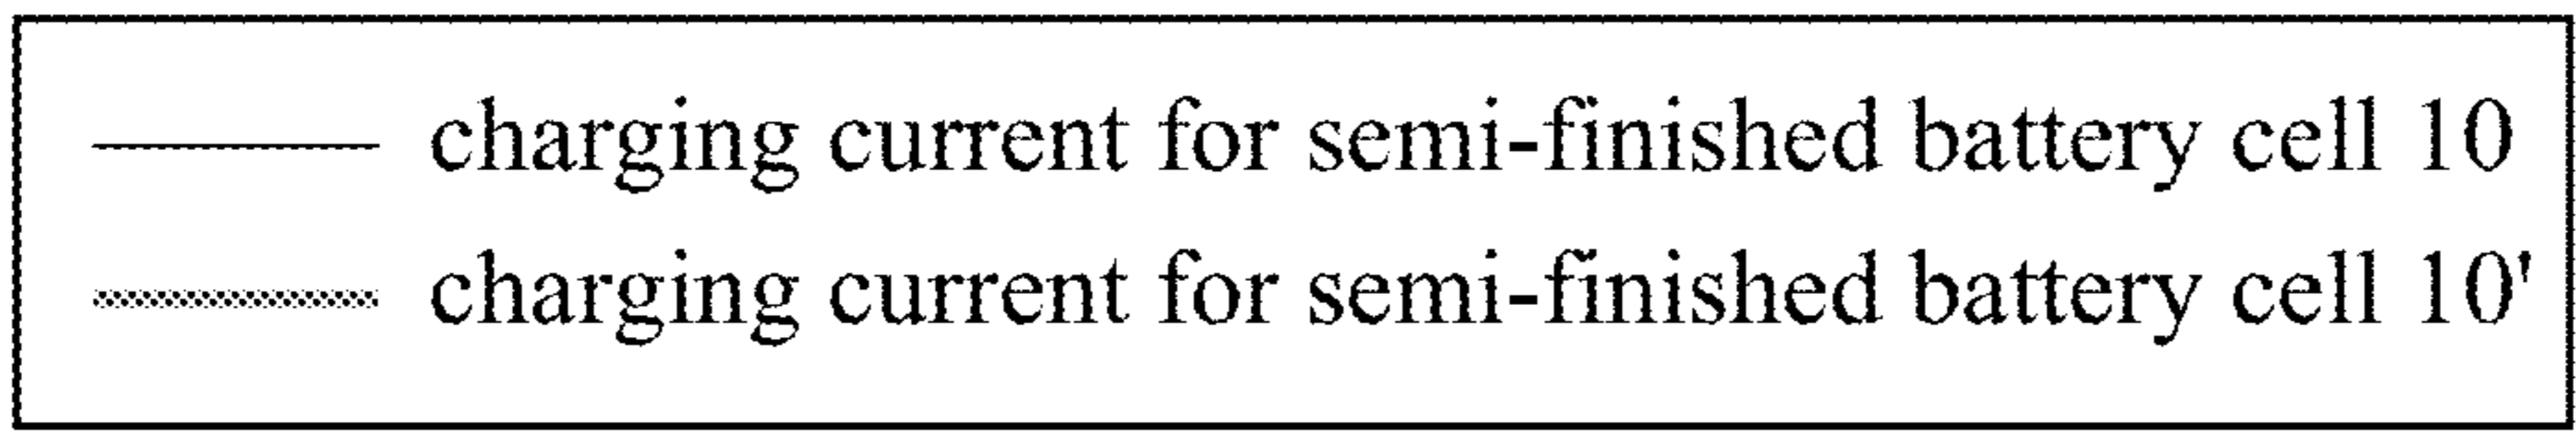 charging current for semi-finished battery cell 10
charging current for semi-finished battery cell 10'